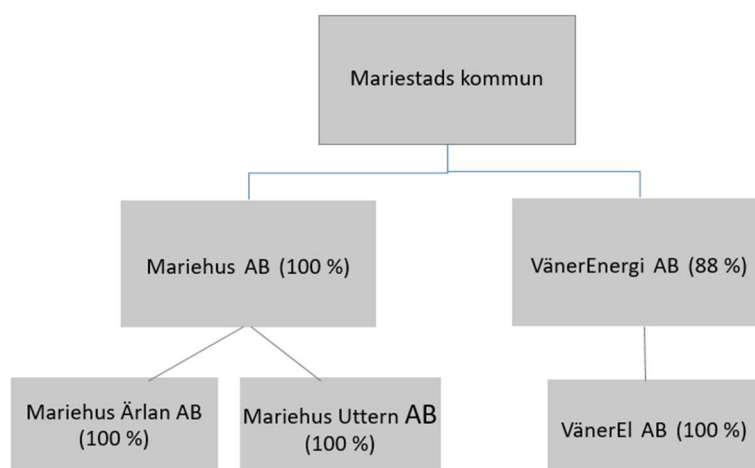 Mariestads kommun
Mariehus AB (100 %)
VänerEnergi AB (88 %)
Mariehus Ärlan AB
(100 %)
Mariehus Uttern AB
(100 %)
VänerEl AB (100 %)